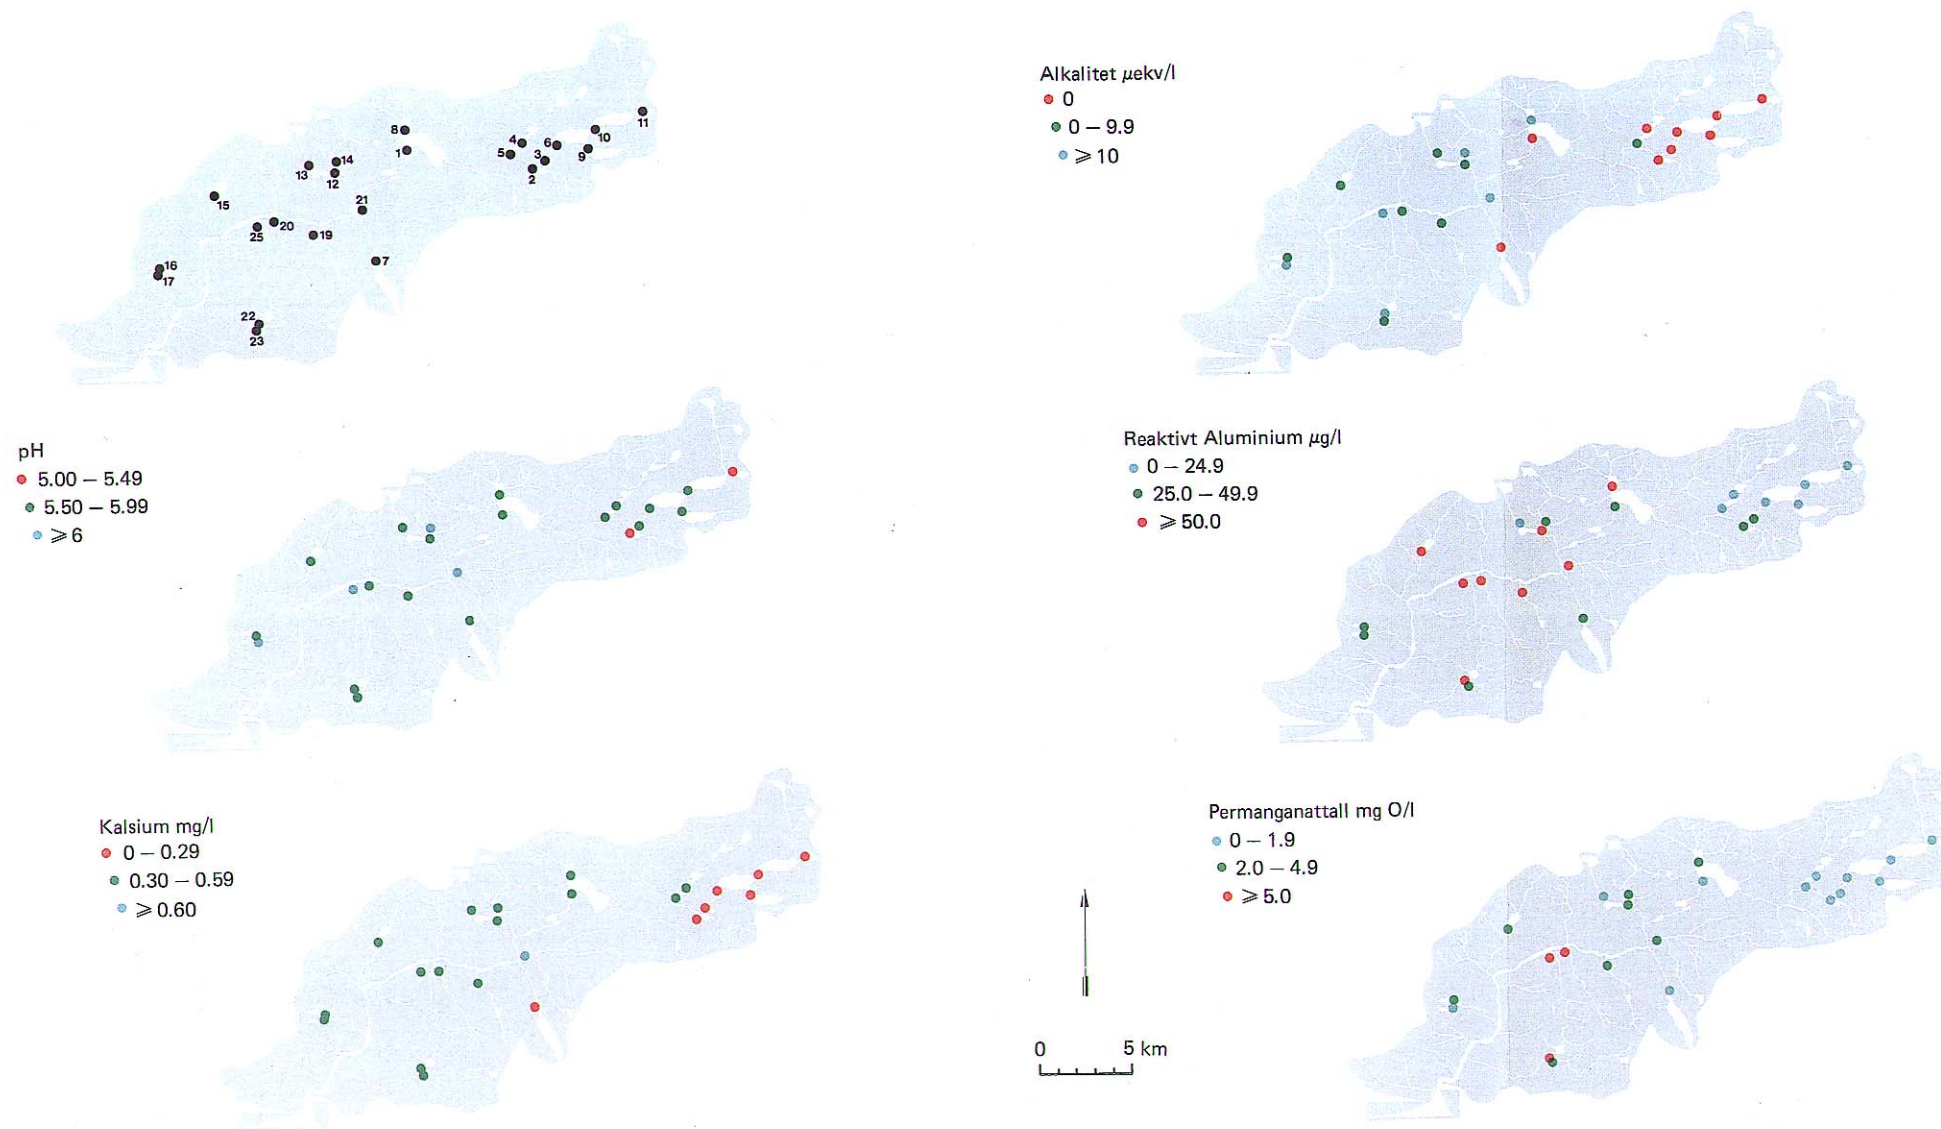 8
1
4
5
3
6
2
10
9
11
14
13
12
15
21
20
25
19
7
16
17
22
23
Alkalitet µekv/l
0
0 – 9.9
⩾ 10
pH
5.00 – 5.49
5.50 – 5.99
⩾ 6
Reaktivt Aluminium µg/l
0 – 24.9
25.0 – 49.9
⩾ 50.0
Kalsium mg/l
0 – 0.29
0.30 – 0.59
⩾ 0.60
Permanganattall mg O/l
0 – 1.9
2.0 – 4.9
⩾ 5.0
0 5 km